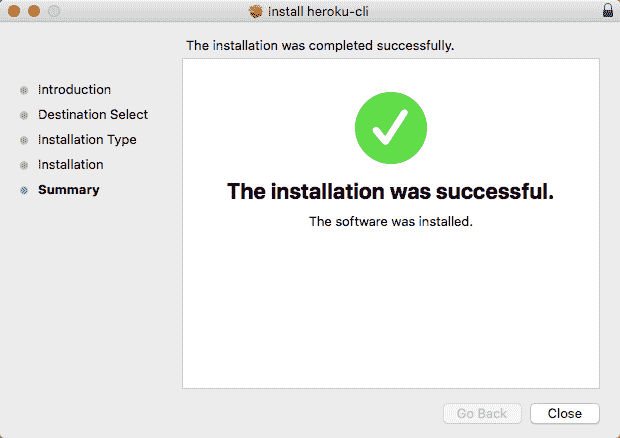 Install heroku-cli
The installation was completed successfully.
Introduction
Destination Select
Installation Type
Installation
Summary
The installation was successful.
The software was installed.
Go Back
Close